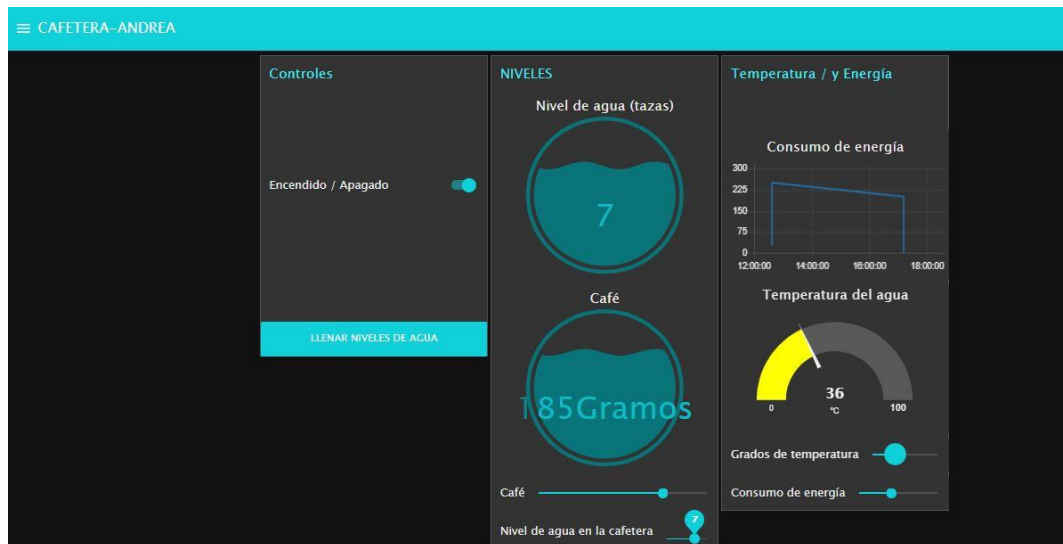 CAFETERA-ANDREA
Controles
Encendido / Apagado
LLENAR NIVELES DE AGUA
NIVELES
Nivel de agua (tazas)
7
Café
185Gramos
Café
Nivel de agua en la cafetera
7
Temperatura / y Energía
Consumo de energía
300
225
150
75
0
12:00:00 14:00:00 16:00:00 18:00:00
Temperatura del agua
36
°C
0
100
Grados de temperatura
Consumo de energía